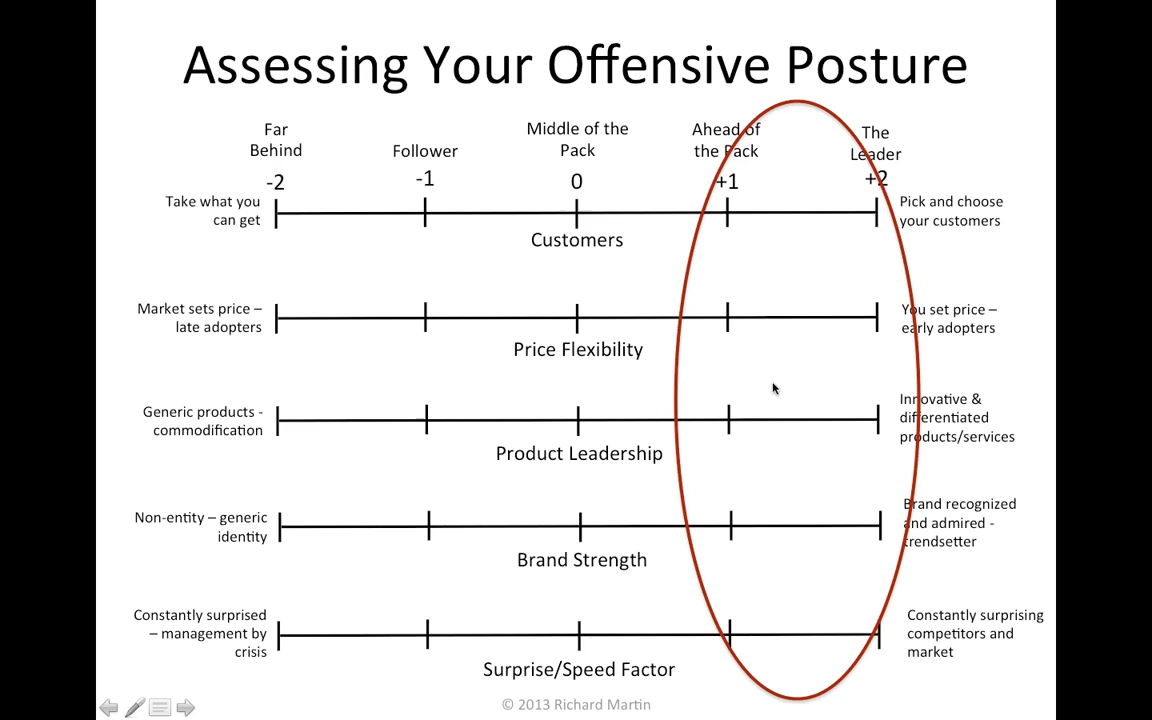 Assessing Your Offensive Posture
Far
Behind
Follower
Middle of the
Pack
Ahead of
the Pack
The
Leader
-2
-1
0
+1
+2
Take what you
can get
Pick and choose
your customers
Customers
Market sets price –
late adopters
You set price –
early adopters
Price Flexibility
Generic products -
commodification
Innovative &
differentiated
products/services
Product Leadership
Non-entity – generic
identity
Brand recognized
and admired -
trendsetter
Brand Strength
Constantly surprised
– management by
crisis
Constantly surprising
competitors and
market
Surprise/Speed Factor
© 2013 Richard Martin